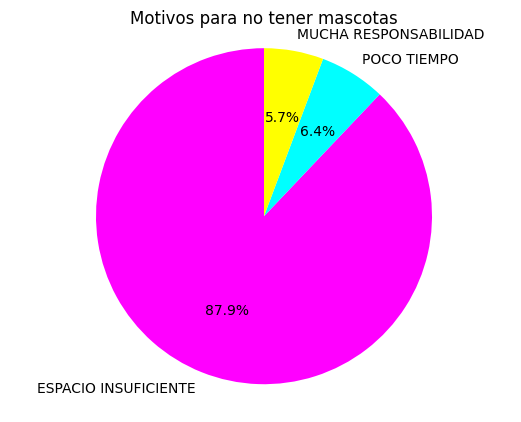 Motivos para no tener mascotas
MUCHA RESPONSABILIDAD
POCO TIEMPO
5.7%
6.4%
87.9%
ESPACIO INSUFICIENTE